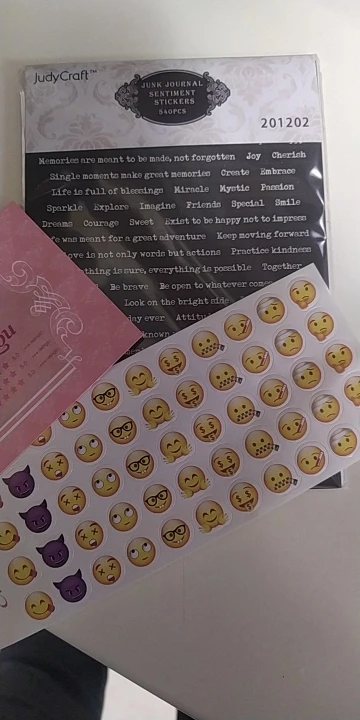 JudyCraft™
JUNK JOURNAL
SENTIMENT
STICKERS
540PCS
201202
Memories are meant to be made, not forgotten Joy Cherish
Single moments make great memories Create Embrace
Life is full of blessings Miracle Mystic Passion
Sparkle Explore Imagine Friends Special Smile
Dreams Courage Sweet Exist to be happy not to impress
was meant for a great adventure Keep moving forward
is not only words but actions Practice kindness
is sure, everything is possible Together
Be brave Be open to whatever
Look on the bright side
day ever
known